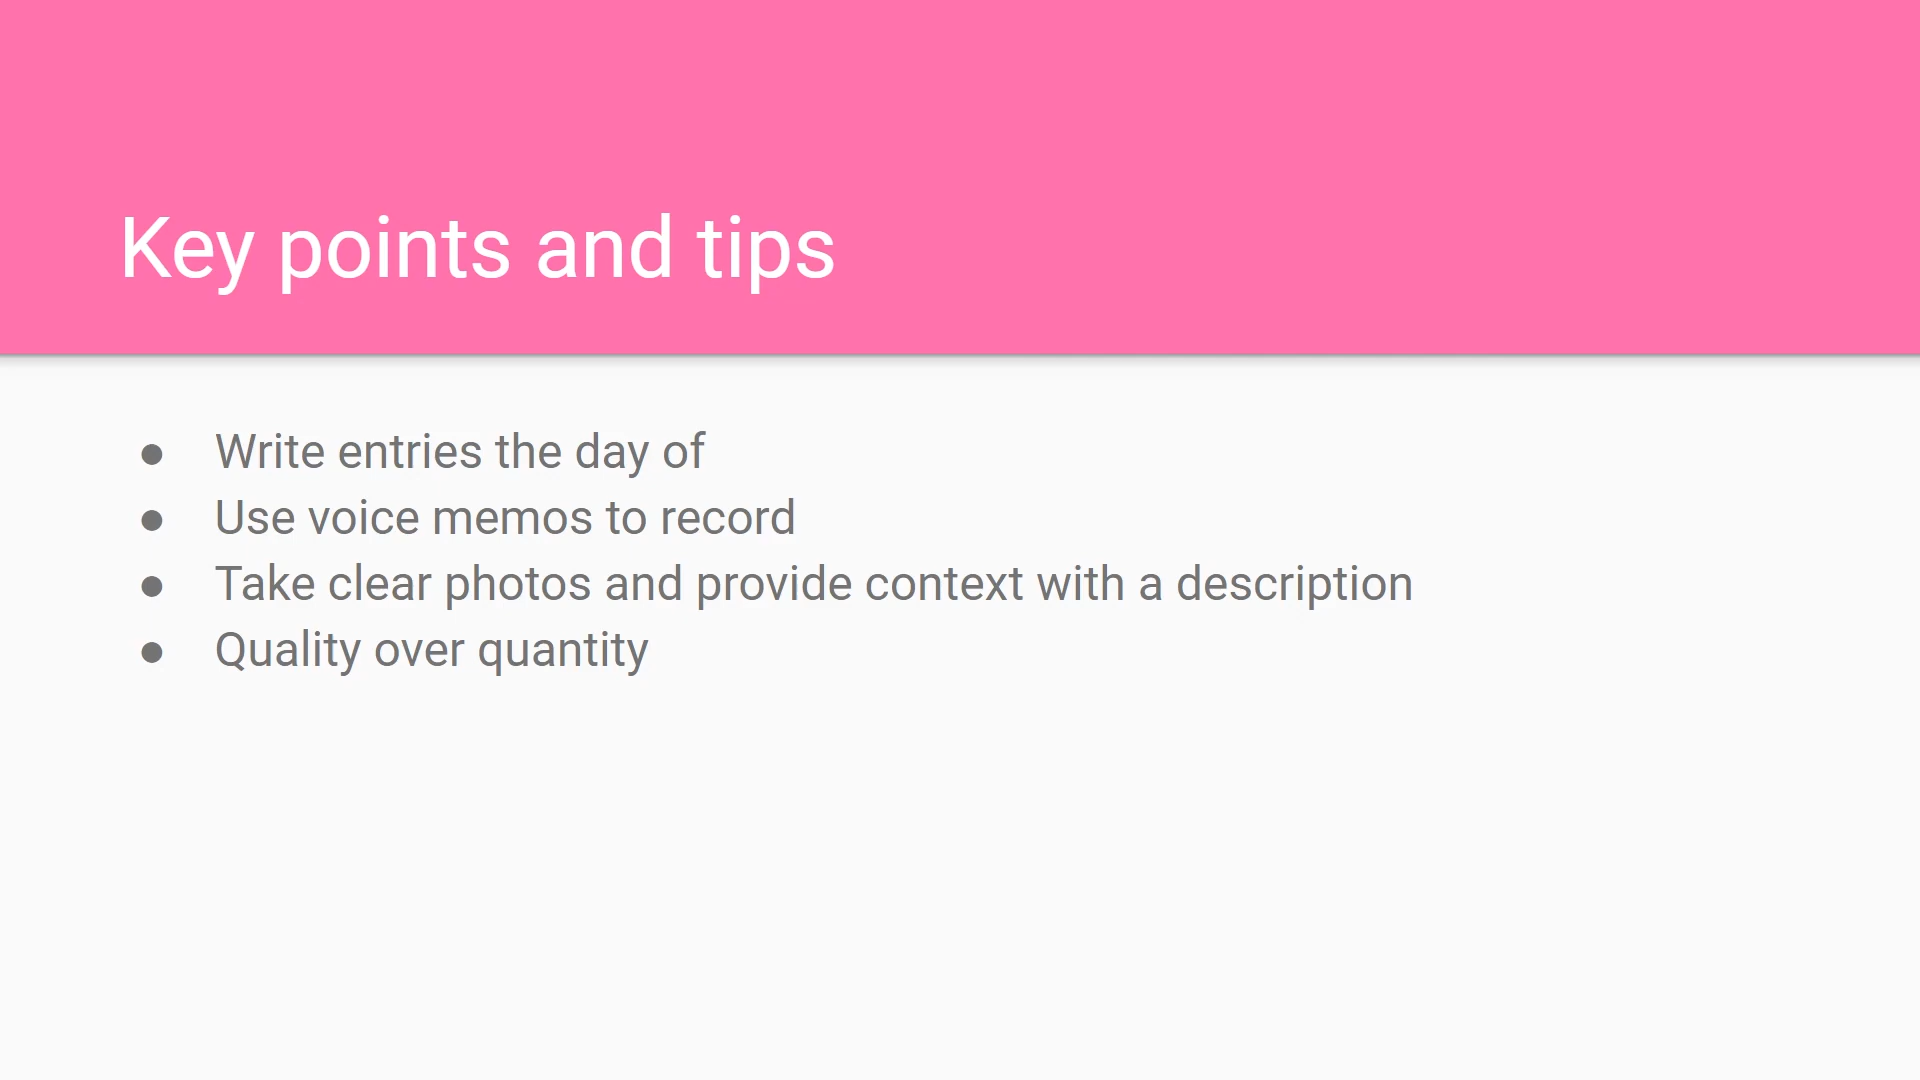 Key points and tips
● Write entries the day of
● Use voice memos to record
● Take clear photos and provide context with a description
● Quality over quantity